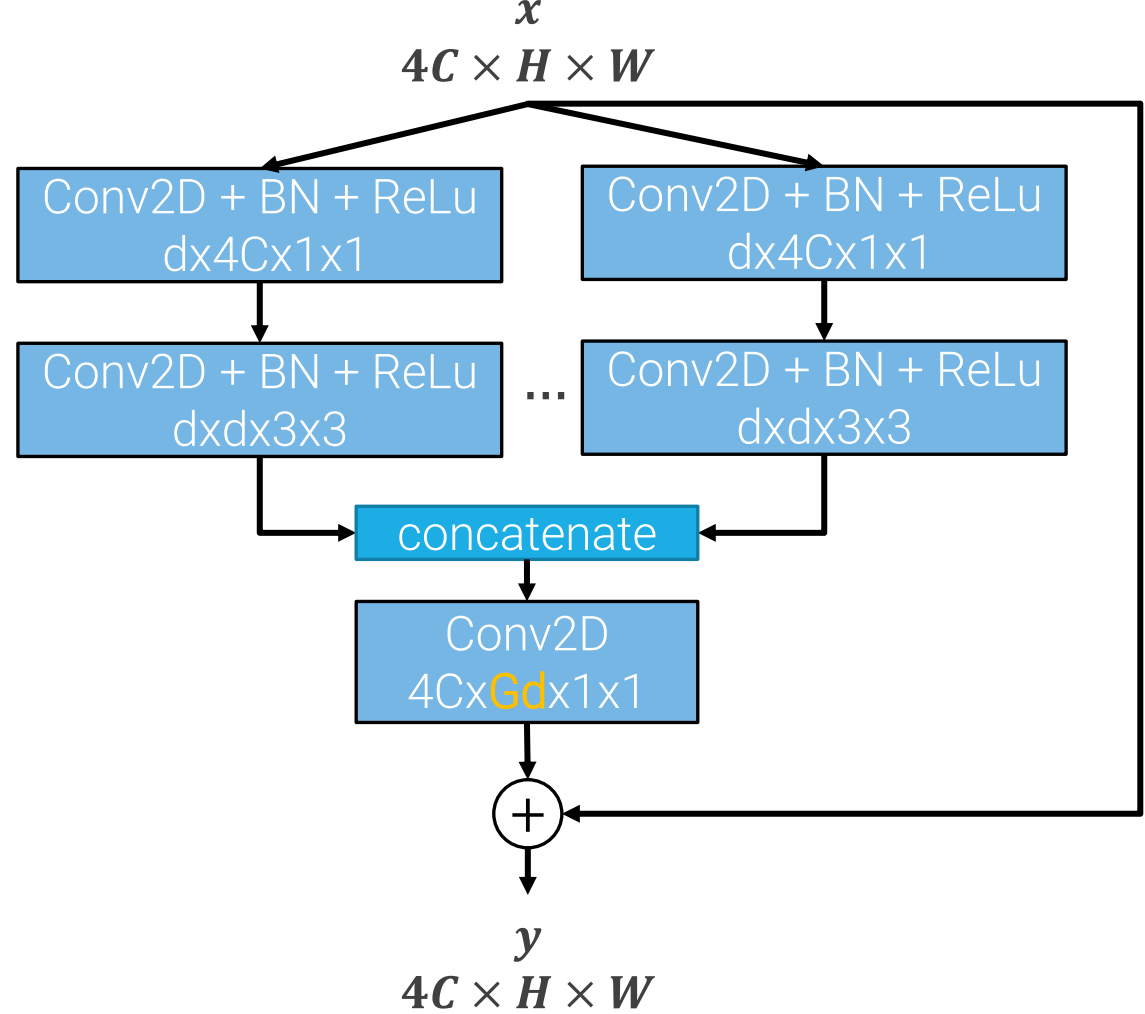 x
4C × H × W
Conv2D + BN + ReLu
dx4Cx1x1
Conv2D + BN + ReLu
dx4Cx1x1
Conv2D + BN + ReLu
dxdx3x3
...
Conv2D + BN + ReLu
dxdx3x3
concatenate
Conv2D
4CxGdx1x1
+
y
4C × H × W